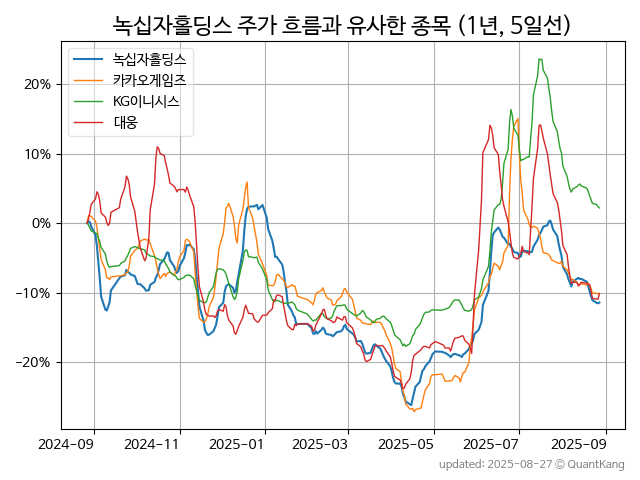 녹십자홀딩스 주가 흐름과 유사한 종목 (1년, 5일선)
녹십자홀딩스
카카오게임즈
KG이니시스
대웅
20%
10%
0%
−10%
−20%
2024-09 2024-11 2025-01 2025-03 2025-05 2025-07 2025-09
updated: 2025-08-27 © QuantKang